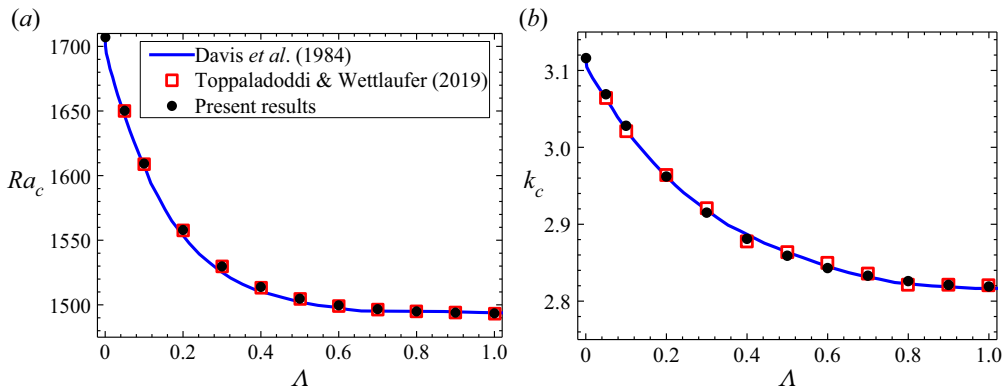 (a)
1700
1650
1600
1550
1500
Ra_c
0
0.2
0.4
0.6
0.8
1.0
Λ
Davis et al. (1984)
Toppaladoddi & Wettlaufer (2019)
Present results
(b)
3.1
3.0
2.9
2.8
k_c
0
0.2
0.4
0.6
0.8
1.0
Λ